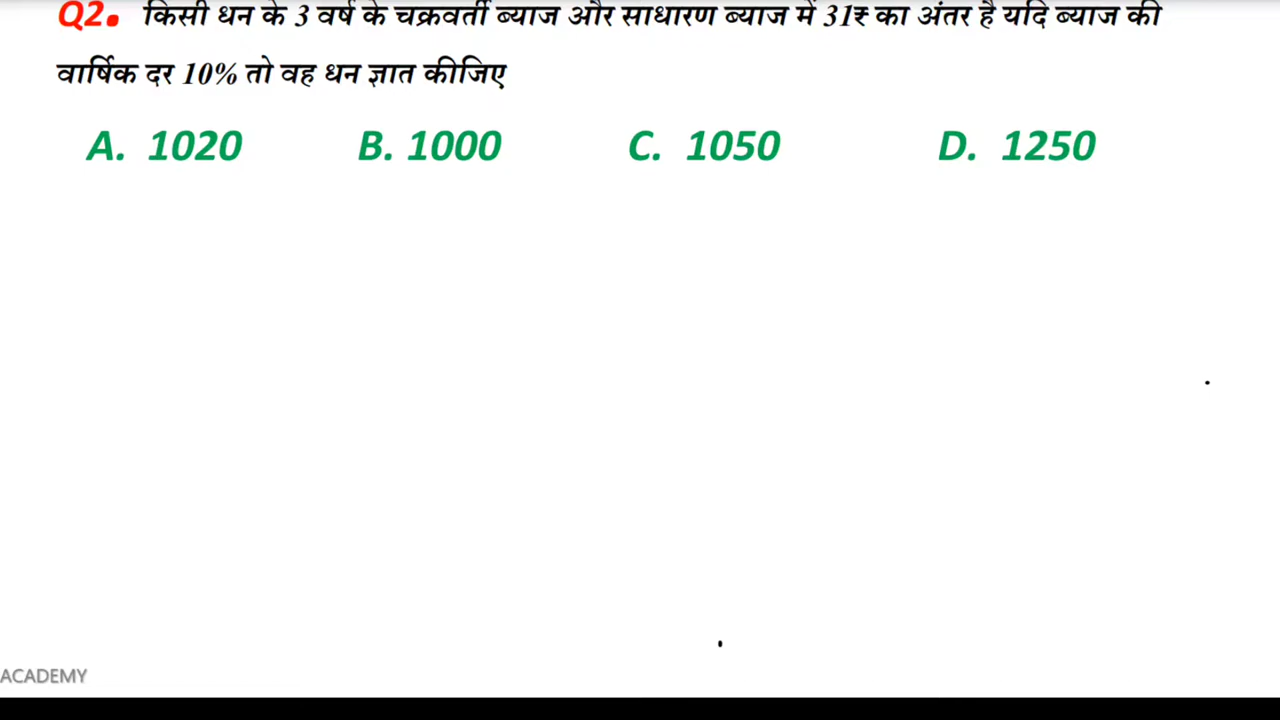 Q2. किसी धन के 3 वर्ष के चक्रवर्ती ब्याज और साधारण ब्याज में 31₹ का अंतर है यदि ब्याज की
वार्षिक दर 10% तो वह धन ज्ञात कीजिए
A. 1020 B. 1000 C. 1050 D. 1250
ACADEMY